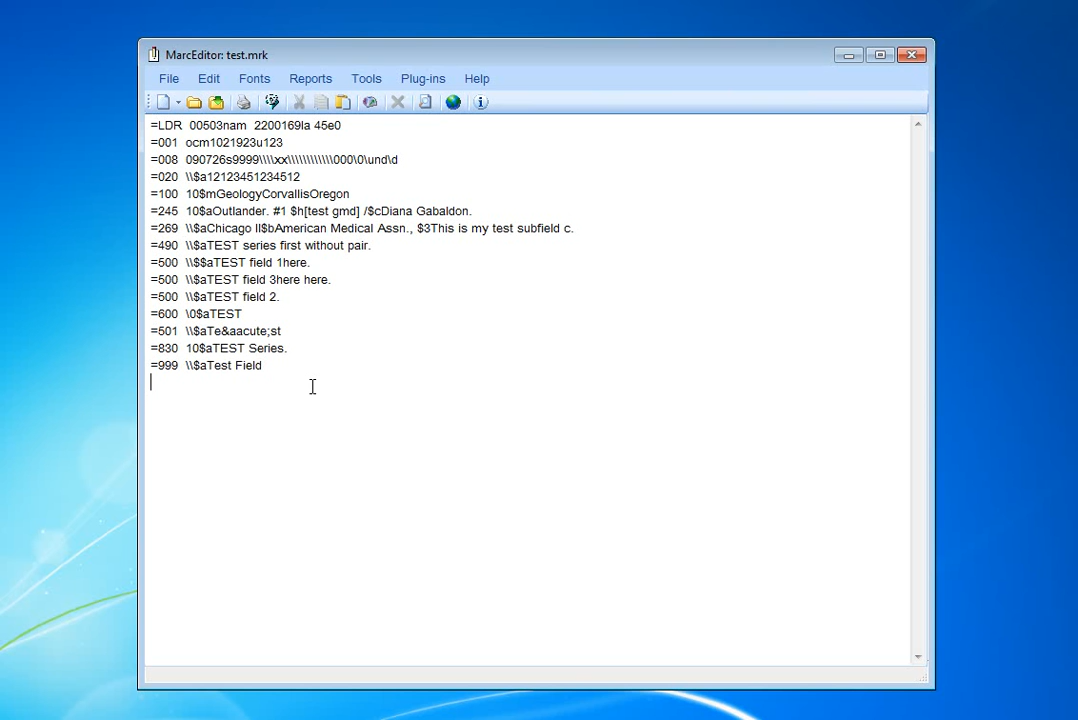 MarcEditor: test.mrk
File Edit Fonts Reports Tools Plug-ins Help
=LDR  00503nam  2200169Ia 45e0
=001  ocm1021923u123
=008  090726s9999\\\\xx\\\\\\\\\\\\000\0\und\d
=020  \\$a12123451234512
=100  10$mGeologyCorvallisOregon
=245  10$aOutlander. #1 $h[test gmd] /$cDiana Gabaldon.
=269  \\$aChicago Il$bAmerican Medical Assn., $3This is my test subfield c.
=490  \\$aTEST series first without pair.
=500  \\$$aTEST field 1here.
=500  \\$aTEST field 3here here.
=500  \\$aTEST field 2.
=600  \0$aTEST
=501  \\$aTe&aacute;st
=830  10$aTEST Series.
=999  \\$aTest Field